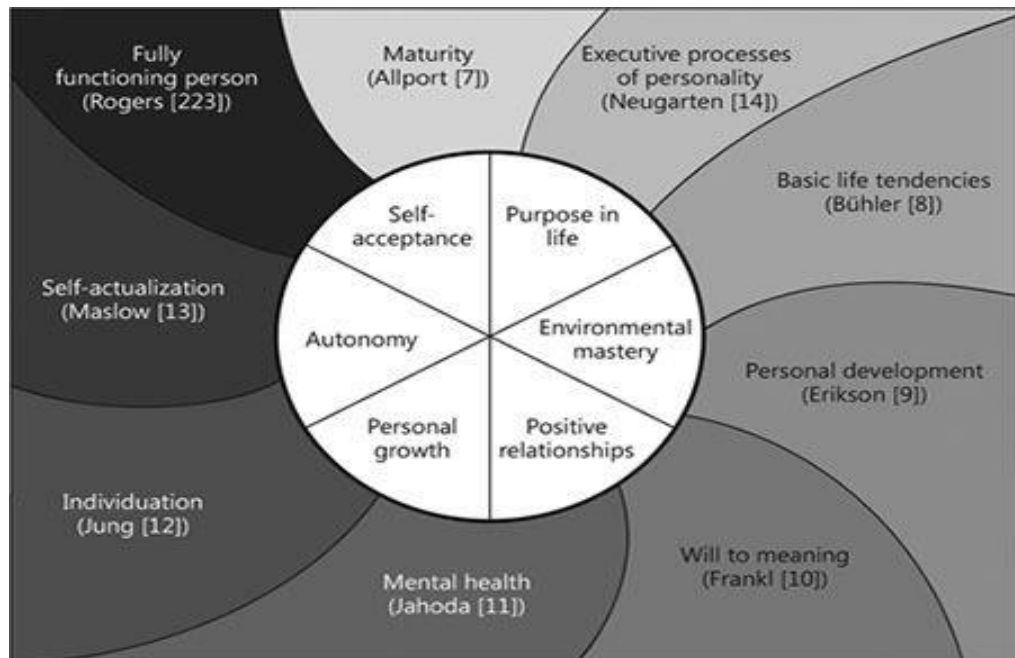 Fully
functioning person
(Rogers [223])
Maturity
(Allport [7])
Executive processes
of personality
(Neugarten [14])
Basic life tendencies
(Bühler [8])
Personal development
(Erikson [9])
Will to meaning
(Frankl [10])
Mental health
(Jahoda [11])
Individuation
(Jung [12])
Self-actualization
(Maslow [13])
Self-
acceptance
Purpose in
life
Autonomy
Environmental
mastery
Personal
growth
Positive
relationships